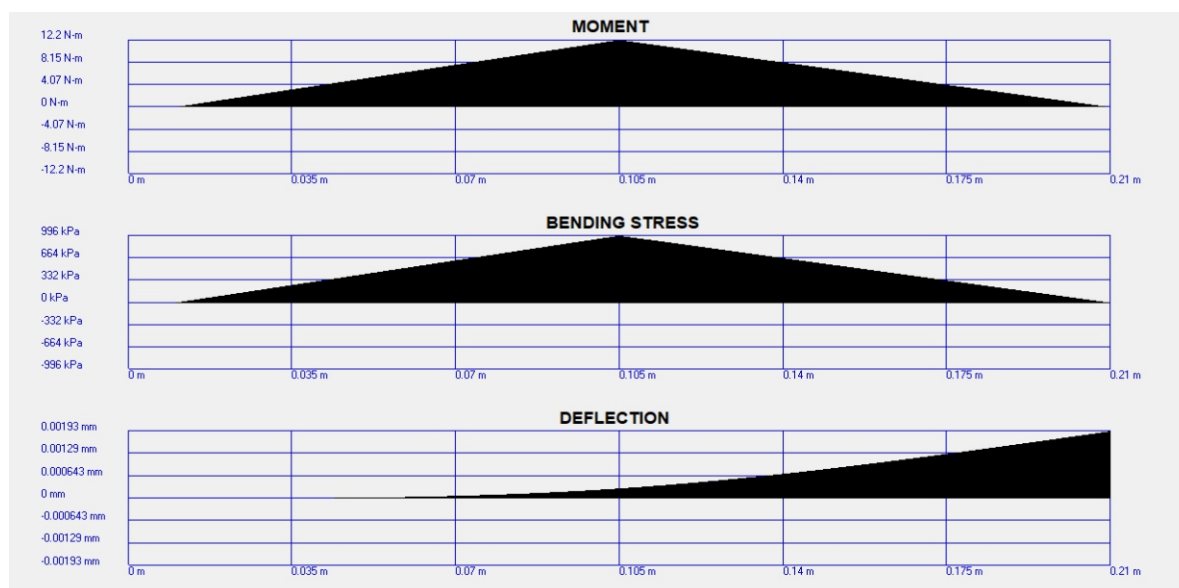 MOMENT
12.2 N-m
8.15 N-m
4.07 N-m
0 N-m
-4.07 N-m
-8.15 N-m
-12.2 N-m
0 m 0.035 m 0.07 m 0.105 m 0.14 m 0.175 m 0.21 m
BENDING STRESS
996 kPa
664 kPa
332 kPa
0 kPa
-332 kPa
-664 kPa
-996 kPa
0 m 0.035 m 0.07 m 0.105 m 0.14 m 0.175 m 0.21 m
DEFLECTION
0.00193 mm
0.00129 mm
0.000643 mm
0 mm
-0.000643 mm
-0.00129 mm
-0.00193 mm
0 m 0.035 m 0.07 m 0.105 m 0.14 m 0.175 m 0.21 m